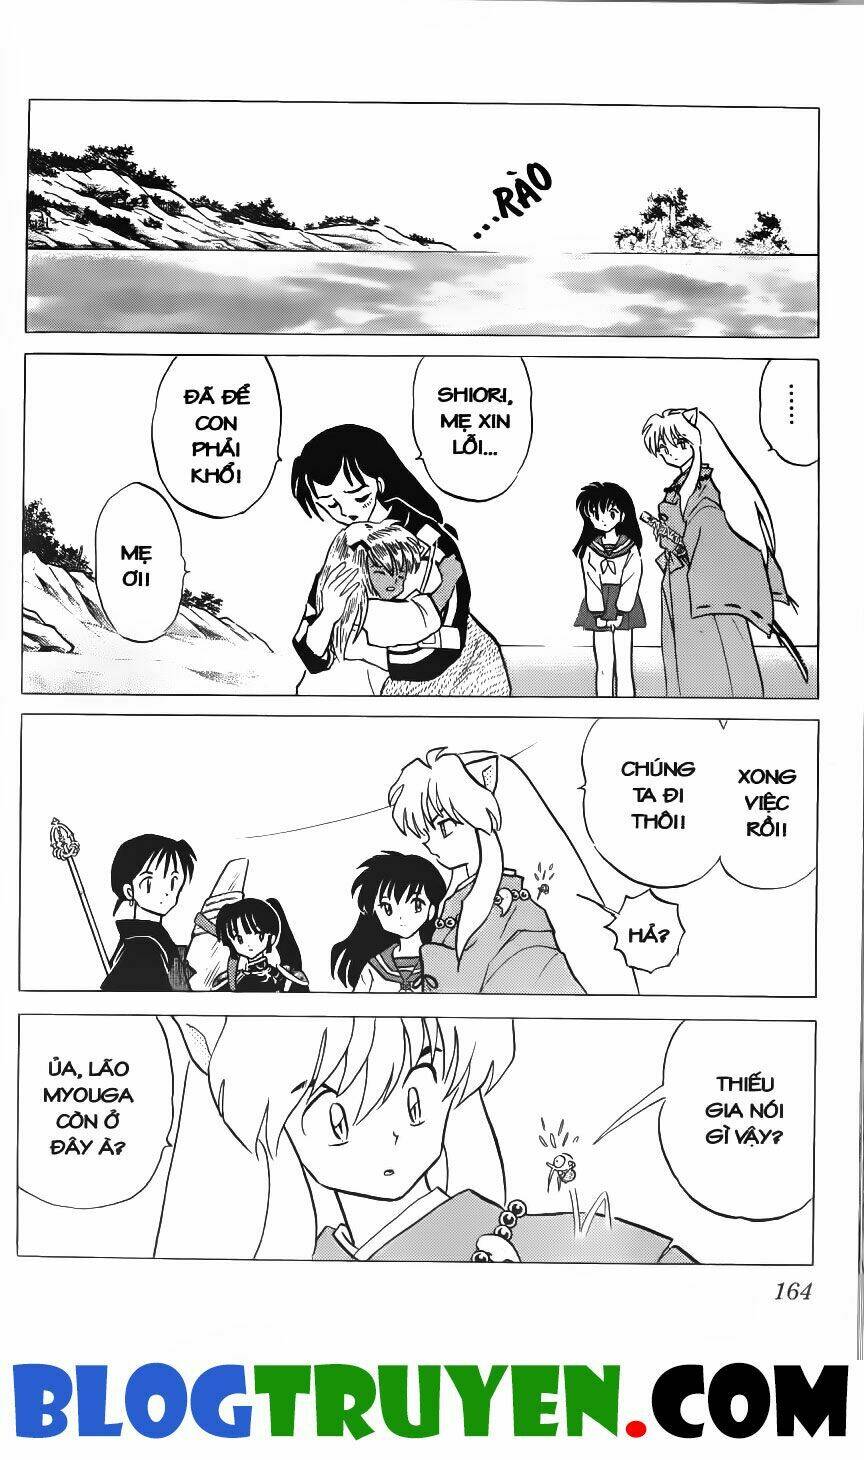 ...RÀO
......
SHIORI,
MẸ XIN
LỖI...
ĐÃ ĐỂ
CON
PHẢI
KHỔ!
MẸ
ƠI!
XONG
VIỆC
RỒI!
CHÚNG
TA ĐI
THÔI!
HẢ?
THIẾU
GIA NÓI
GÌ VẬY?
ỦA, LÃO
MYOUGA
CÒN Ở
ĐÂY À?
164
BLOGTRUYEN.COM